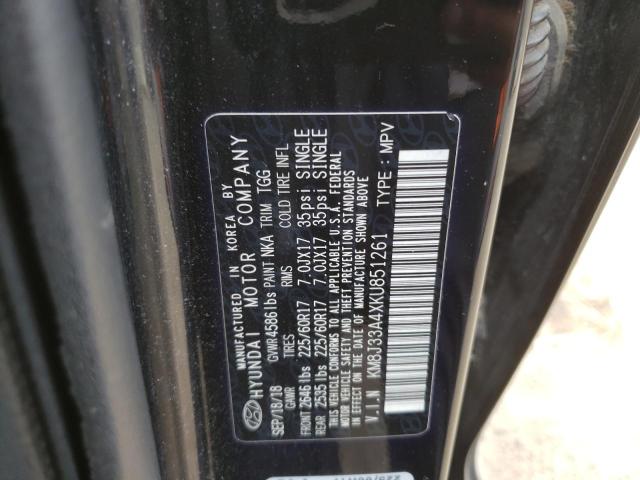 MANUFACTURED IN KOREA BY
HYUNDAI MOTOR COMPANY
SEP/18/18 GVWR 4586 lbs PAINT NKA TRIM TGG
GAWR TIRES RIMS COLD TIRE INFL
FRONT 2646 lbs 225/60R17 7.0JX17 35psi SINGLE
REAR 2535 lbs 225/60R17 7.0JX17 35psi SINGLE
THIS VEHICLE CONFORMS TO ALL APPLICABLE U.S.A. FEDERAL
MOTOR VEHICLE SAFETY, BUMPER, AND THEFT PREVENTION STANDARDS
IN EFFECT ON THE DATE OF MANUFACTURE SHOWN ABOVE
V.I.N KM8J33A4XKU851261 TYPE : MPV